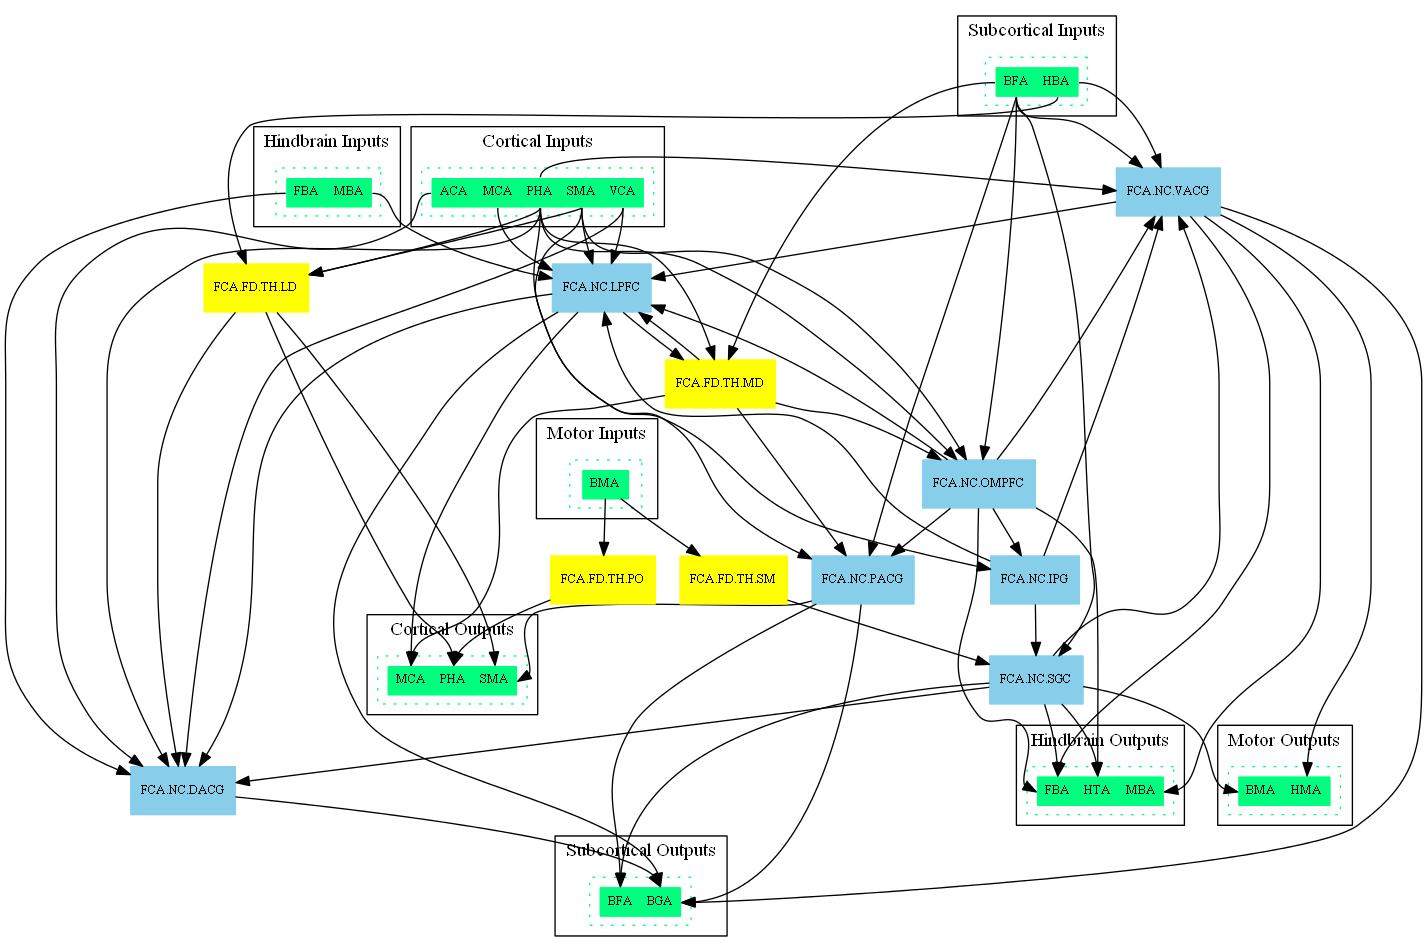 Subcortical Inputs
BFA HBA
Hindbrain Inputs
Cortical Inputs
FBA MBA
ACA MCA PHA SMA VCA
FCA.NC.VACG
FCA.FD.TH.LD
FCA.NC.LPFC
FCA.FD.TH.MD
Motor Inputs
BMA
FCA.NC.OMPFC
FCA.FD.TH.PO
FCA.FD.TH.SM
FCA.NC.PACG
FCA.NC.IPG
Cortical Outputs
MCA PHA SMA
FCA.NC.SGC
Hindbrain Outputs
Motor Outputs
FCA.NC.DACG
FBA HTA MBA
BMA HMA
Subcortical Outputs
BFA BGA